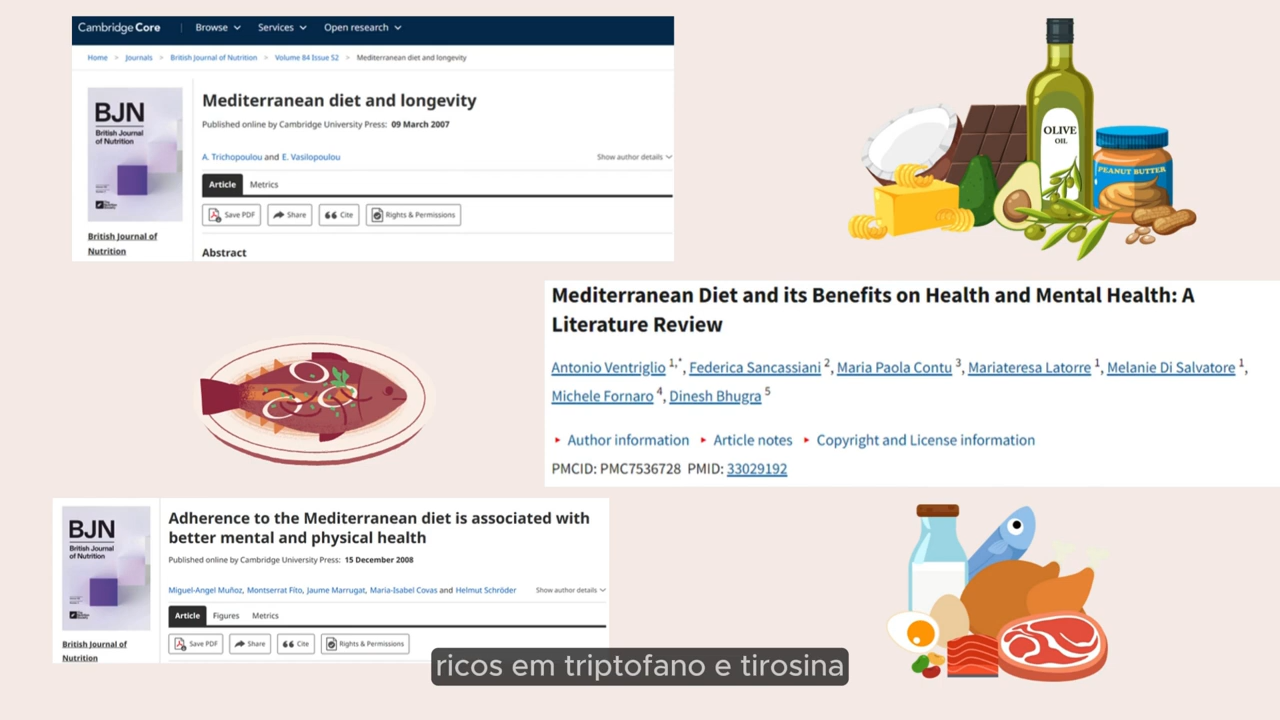 Cambridge Core
Browse
Services
Open research
Home > Journals > British Journal of Nutrition > Volume 84 Issue S2 > Mediterranean diet and longevity
BJN
British Journal
of Nutrition
British Journal of
Nutrition
Mediterranean diet and longevity
Published online by Cambridge University Press: 09 March 2007
A. Trichopoulou and E. Vasilopoulou
Show author details
Article
Metrics
Save PDF
Share
Cite
Rights & Permissions
Abstract
OLIVE
OIL
PEANUT BUTTER
Mediterranean Diet and its Benefits on Health and Mental Health: A
Literature Review
Antonio Ventriglio 1,*, Federica Sancassiani 2, Maria Paola Contu 3, Mariateresa Latorre 1, Melanie Di Salvatore 1,
Michele Fornaro 4, Dinesh Bhugra 5
Author information
Article notes
Copyright and License information
PMCID: PMC7536728 PMID: 33029192
BJN
British Journal
of Nutrition
British Journal of
Nutrition
Adherence to the Mediterranean diet is associated with
better mental and physical health
Published online by Cambridge University Press: 15 December 2008
Miguel-Angel Muñoz, Montserrat Fito, Jaume Marrugat, Maria-Isabel Covas and Helmut Schröder
Show author details
Article
Figures
Metrics
Save PDF
Share
Cite
Rights & Permissions
ricos em triptofano e tirosina